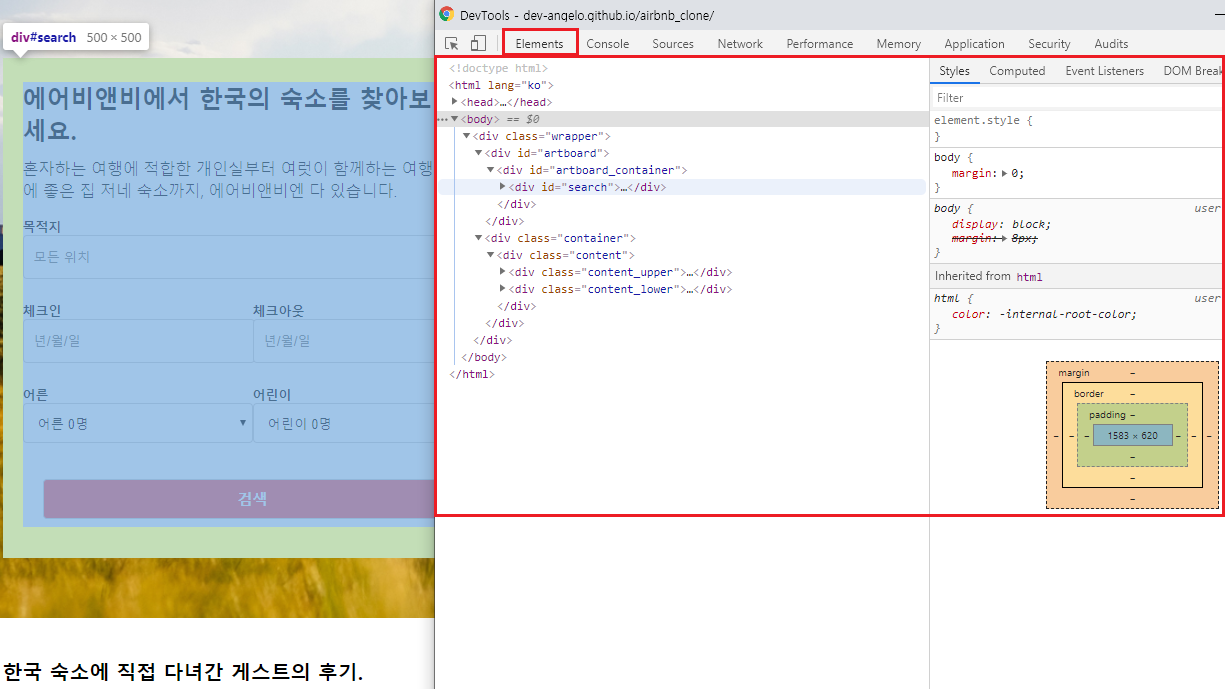 div#search 500 × 500
에어비앤비에서 한국의 숙소를 찾아보
세요.
혼자하는 여행에 적합한 개인실부터 여럿이 함께하는 여행
에 좋은 집 저네 숙소까지, 에어비앤비엔 다 있습니다.
목적지
모든 위치
체크인 체크아웃
년/월/일 년/월/일
어른 어린이
어른 0명 어린이 0명
검색
한국 숙소에 직접 다녀간 게스트의 후기.
DevTools - dev-angelo.github.io/airbnb_clone/
Elements Console Sources Network Performance Memory Application Security Audits
<!doctype html>
<html lang="ko">
<head>…</head>
<body> == $0
<div class="wrapper">
<div id="artboard">
<div id="artboard_container">
<div id="search">…</div>
</div>
</div>
<div class="container">
<div class="content">
<div class="content_upper">…</div>
<div class="content_lower">…</div>
</div>
</div>
</div>
</body>
</html>
Styles Computed Event Listeners DOM Break
Filter
element.style {
}
body {
margin: 0;
}
body { user
display: block;
margin: 8px;
}
Inherited from html
html { user
color: -internal-root-color;
}
margin –
border –
padding –
– – – 1583 × 620 – – –
–
–
–